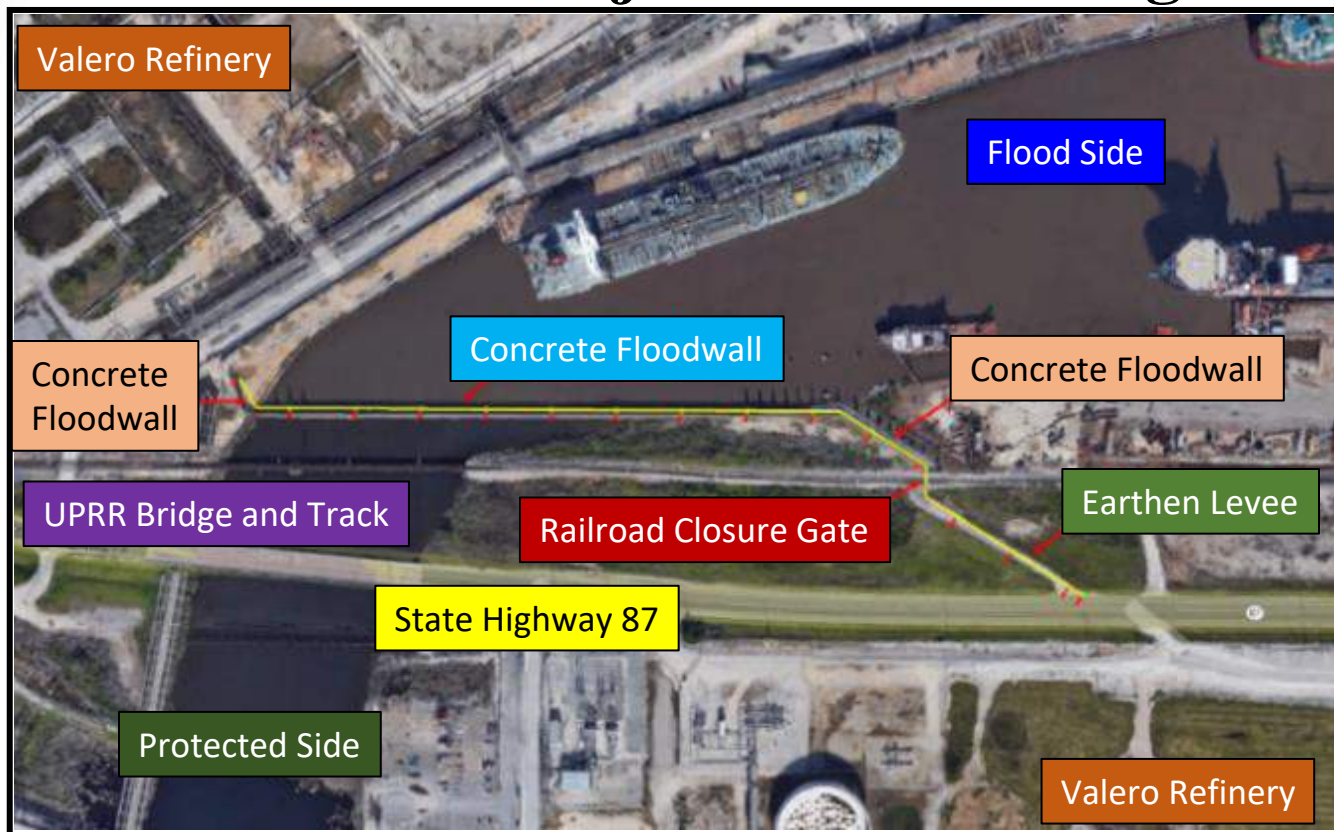 Valero Refinery
Flood Side
Concrete Floodwall
Concrete Floodwall
Concrete
Floodwall
UPRR Bridge and Track
Railroad Closure Gate
Earthen Levee
State Highway 87
Protected Side
Valero Refinery